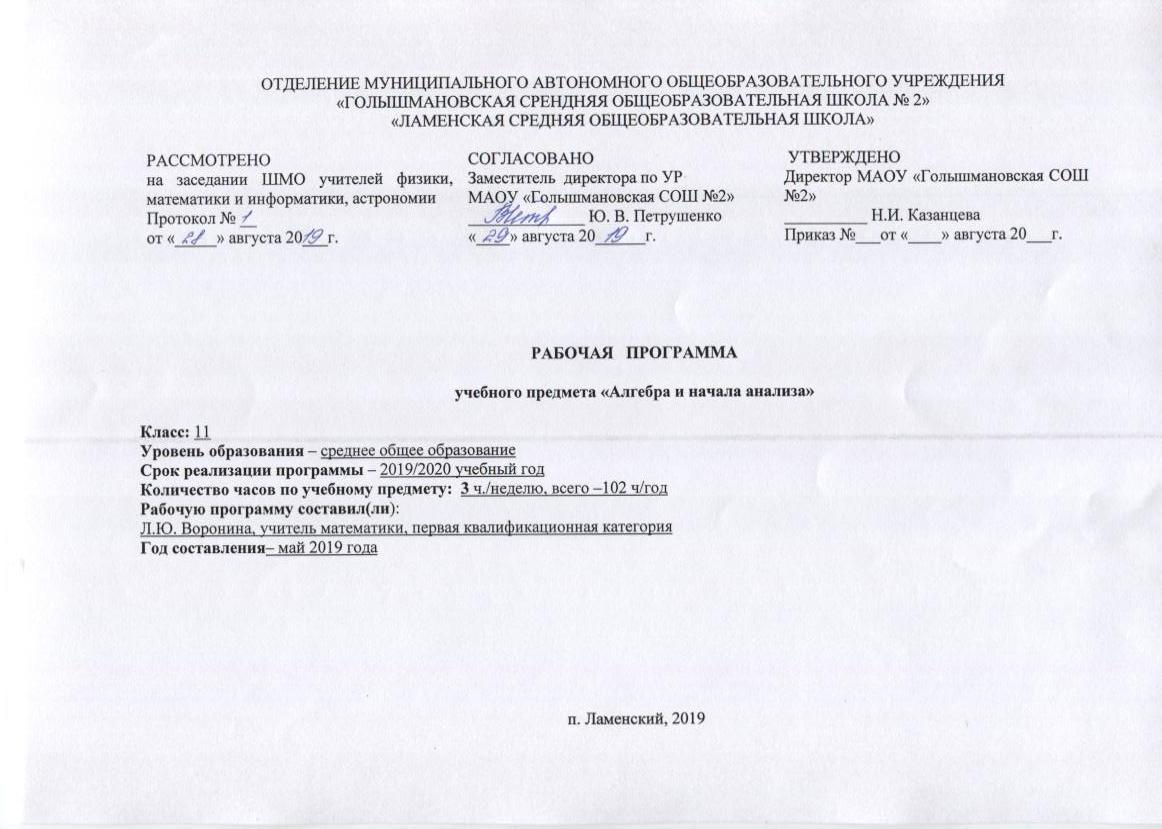 ОТДЕЛЕНИЕ МУНИЦИПАЛЬНОГО АВТОНОМНОГО ОБЩЕОБРАЗОВАТЕЛЬНОГО УЧРЕЖДЕНИЯ
«ГОЛЫШМАНОВСКАЯ СРЕНДНЯЯ ОБЩЕОБРАЗОВАТЕЛЬНАЯ ШКОЛА № 2»
«ЛАМЕНСКАЯ СРЕДНЯЯ ОБЩЕОБРАЗОВАТЕЛЬНАЯ ШКОЛА»
РАССМОТРЕНО
на заседании ШМО учителей физики,
математики и информатики, астрономии
Протокол № 1
от «28» августа 2019 г.
СОГЛАСОВАНО
Заместитель директора по УР
МАОУ «Голышмановская СОШ №2»
______________ Ю. В. Петрушенко
«29» августа 2019г.
УТВЕРЖДЕНО
Директор МАОУ «Голышмановская СОШ
№2»
__________ Н.И. Казанцева
Приказ №___от «____» августа 20___г.
РАБОЧАЯ ПРОГРАММА
учебного предмета «Алгебра и начала анализа»
Класс: 11
Уровень образования – среднее общее образование
Срок реализации программы – 2019/2020 учебный год
Количество часов по учебному предмету: 3 ч./неделю, всего –102 ч/год
Рабочую программу составил(ли):
Л.Ю. Воронина, учитель математики, первая квалификационная категория
Год составления– май 2019 года
п. Ламенский, 2019